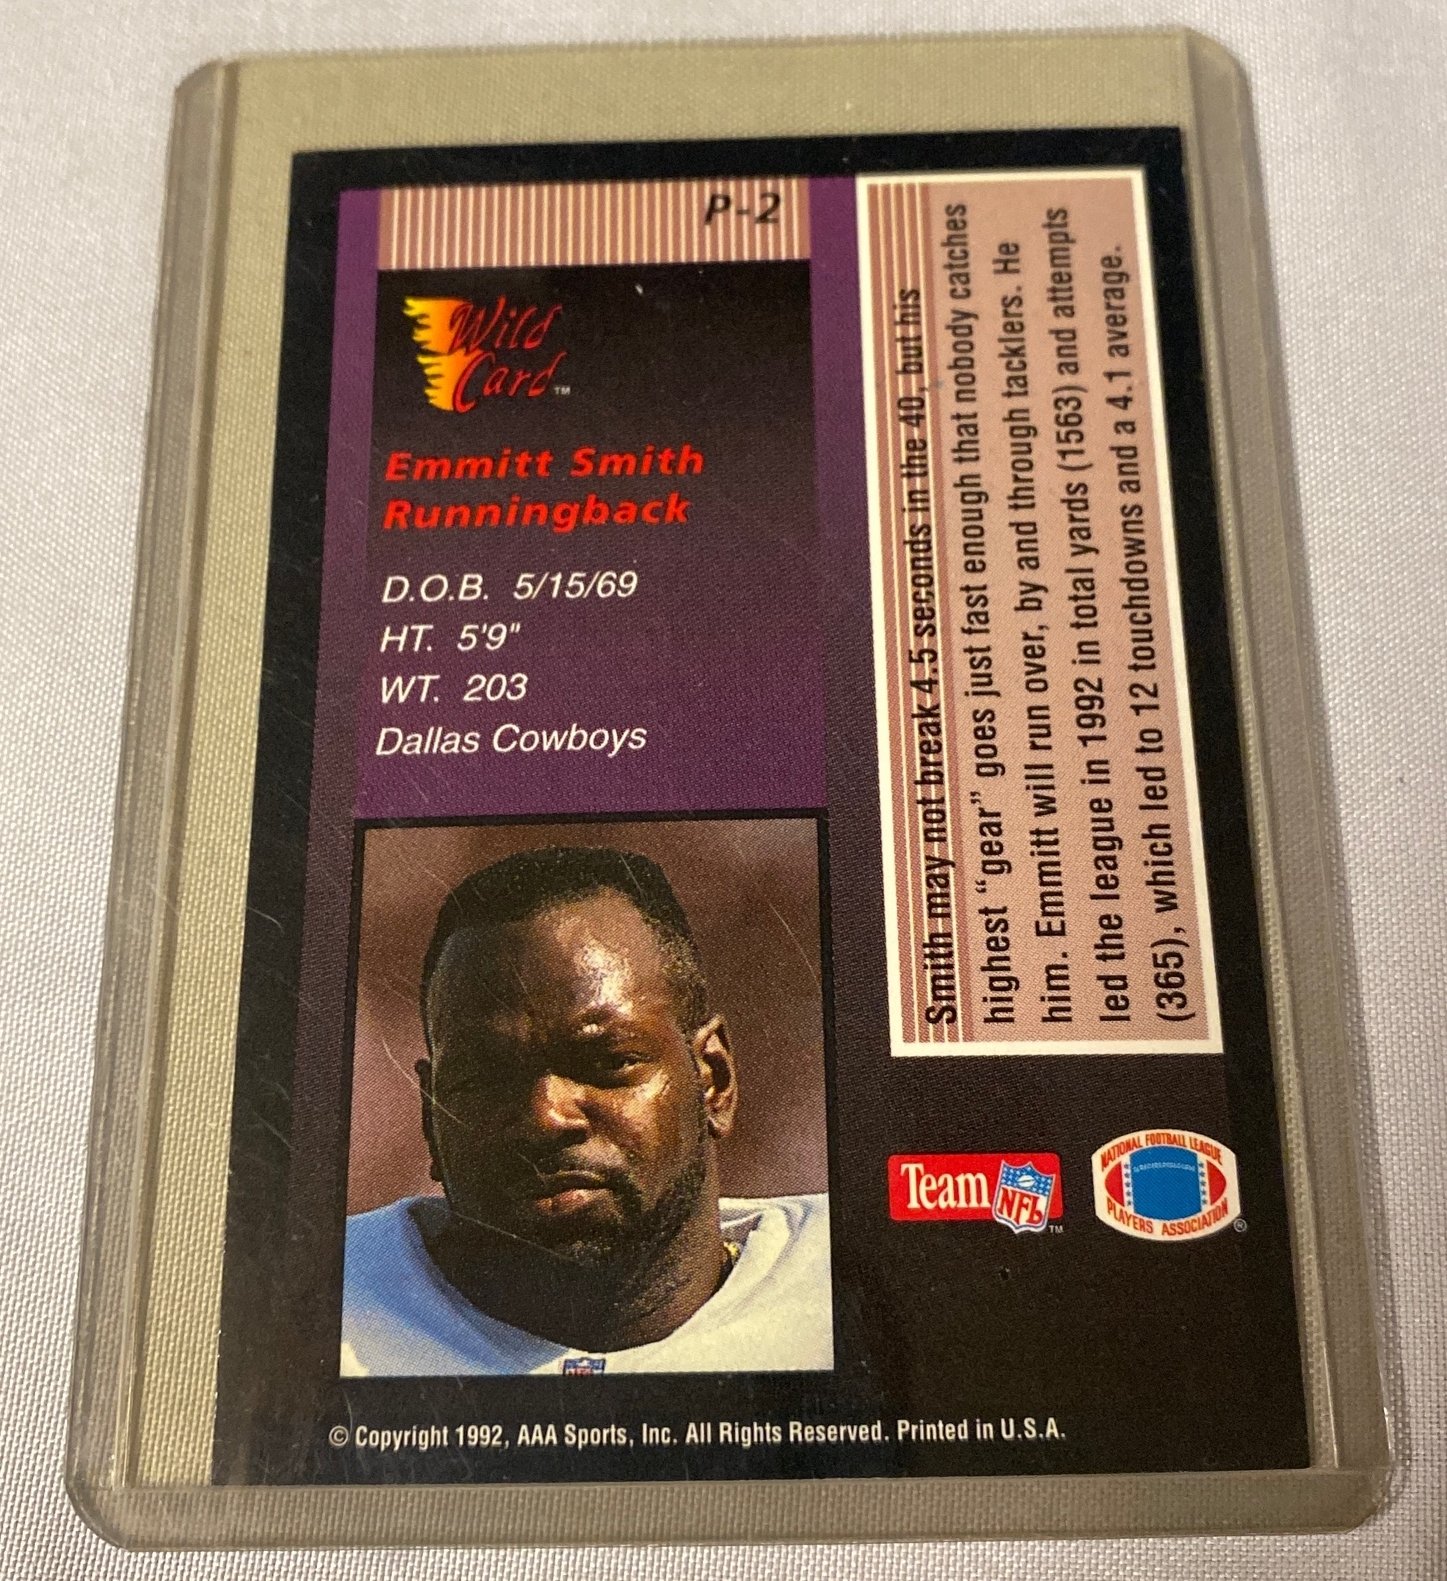 P-2
Wild
Card™
Emmitt Smith
Runningback
D.O.B. 5/15/69
HT. 5'9"
WT. 203
Dallas Cowboys
Smith may not break 4.5 seconds in the 40, but his
highest “gear” goes just fast enough that nobody catches
him. Emmitt will run over, by and through tacklers. He
led the league in 1992 in total yards (1563) and attempts
(365), which led to 12 touchdowns and a 4.1 average.
Team NFL™
NATIONAL FOOTBALL LEAGUE
PLAYERS ASSOCIATION®
© Copyright 1992, AAA Sports, Inc. All Rights Reserved. Printed in U.S.A.